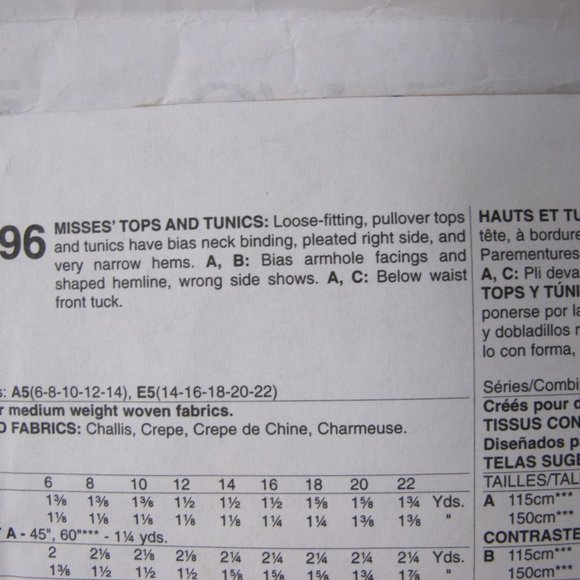 96
MISSES' TOPS AND TUNICS: Loose-fitting, pullover tops
and tunics have bias neck binding, pleated right side, and
very narrow hems. A, B: Bias armhole facings and
shaped hemline, wrong side shows. A, C: Below waist
front tuck.
: A5(6-8-10-12-14), E5(14-16-18-20-22)
r medium weight woven fabrics.
D FABRICS: Challis, Crepe, Crepe de Chine, Charmeuse.
6 8 10 12 14 16 18 20 22
1⅜ 1⅜ 1⅜ 1½ 1½ 1½ 1⅝ 1⅝ 1¾ Yds.
1⅛ 1⅛ 1⅛ 1⅛ 1¼ 1¼ 1¼ 1⅜ 1⅜ "
T A - 45", 60"*** - 1¼ yds.
2 2⅛ 2⅛ 2⅛ 2¼ 2¼ 2¼ 2¼ 2¼ Yds.
1⅜ 1½ 1½ 1½ 1⅝ 1⅝ 1¾ 1¾ 1⅞ "
HAUTS ET TU
tête, à bordure
Parementures
A, C: Pli deva
TOPS Y TÚNI
ponerse por la
y dobladillos r
lo con forma,
Séries/Combi
Créés pour d
TISSUS CON
Diseñados pa
TELAS SUGE
TAILLES/TAL
A 115cm***
150cm***
CONTRASTE
B 115cm***
150cm***